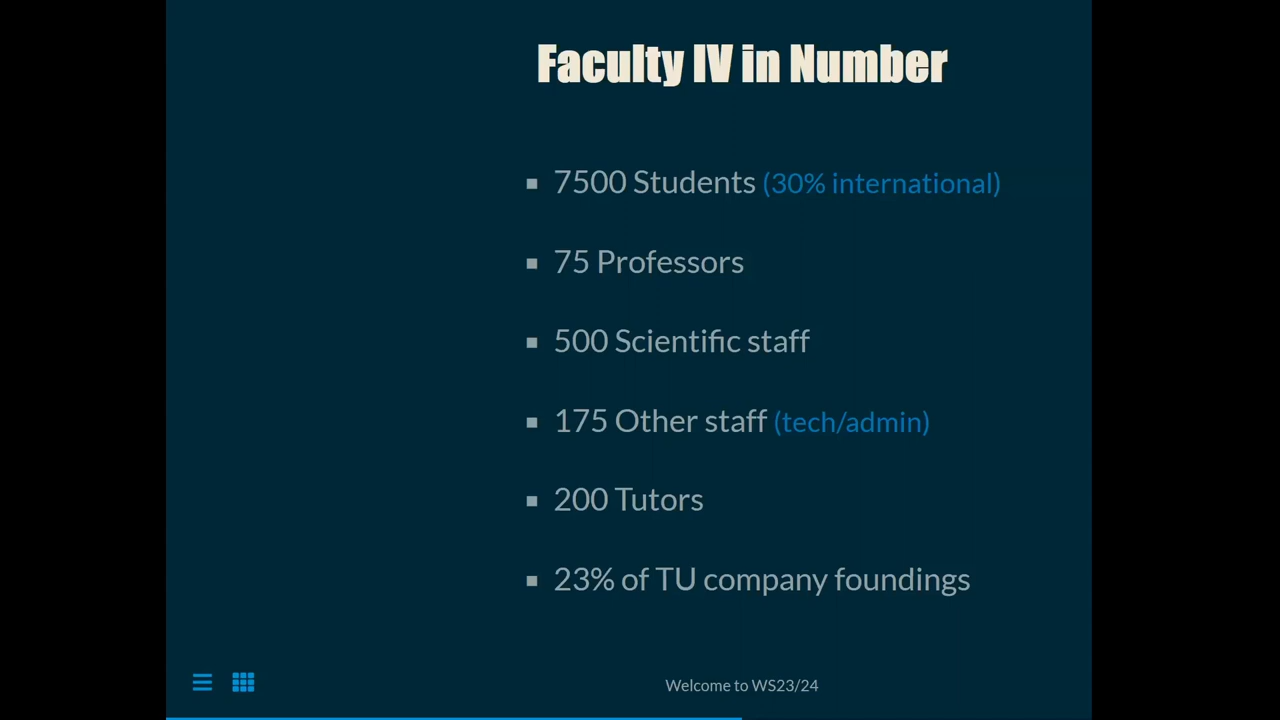 Faculty IV in Number
7500 Students (30% international)
75 Professors
500 Scientific staff
175 Other staff (tech/admin)
200 Tutors
23% of TU company foundings
Welcome to WS23/24